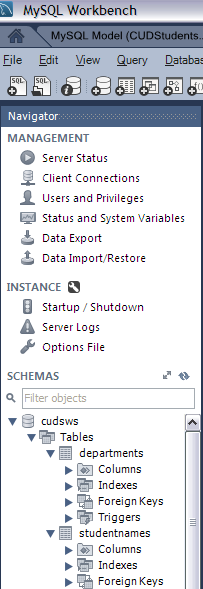 MySQL Workbench
MySQL Model (CUDStudents...
File Edit View Query Databas
Navigator
MANAGEMENT
Server Status
Client Connections
Users and Privileges
Status and System Variables
Data Export
Data Import/Restore
INSTANCE
Startup / Shutdown
Server Logs
Options File
SCHEMAS
Filter objects
cudsws
Tables
departments
Columns
Indexes
Foreign Keys
Triggers
studentnames
Columns
Indexes
Foreign Keys